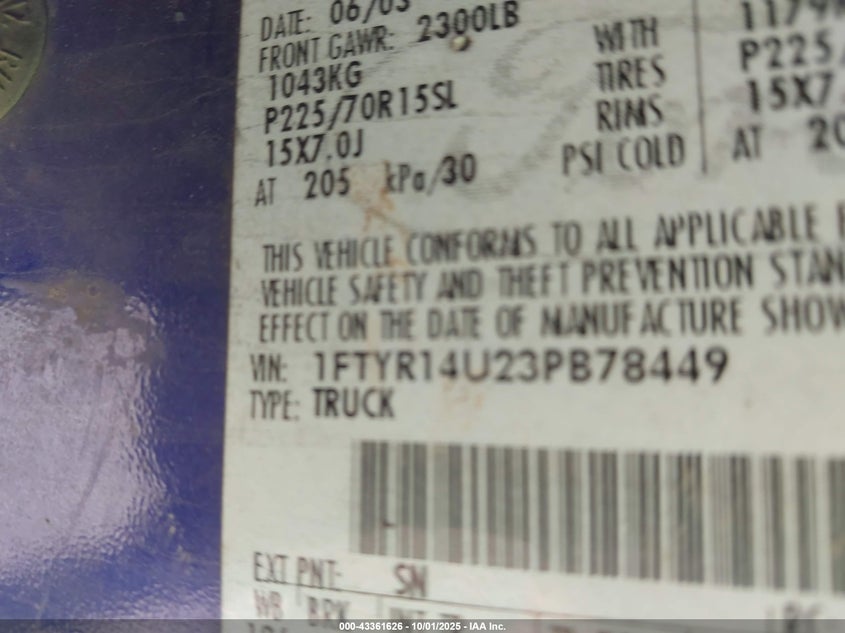 DATE: 06/03
FRONT GAWR: 2300LB
1043KG WITH
P225/70R15SL TIRES P225/
15X7.0J RIMS 15X7.
AT 205 kPa/30 PSI COLD AT 20
THIS VEHICLE CONFORMS TO ALL APPLICABLE
VEHICLE SAFETY AND THEFT PREVENTION STAN
EFFECT ON THE DATE OF MANUFACTURE SHOW
VIN: 1FTYR14U23PB78449
TYPE: TRUCK
EXT PNT: SN
WB BRK
000-43361626 - 10/01/2025 - IAA Inc.